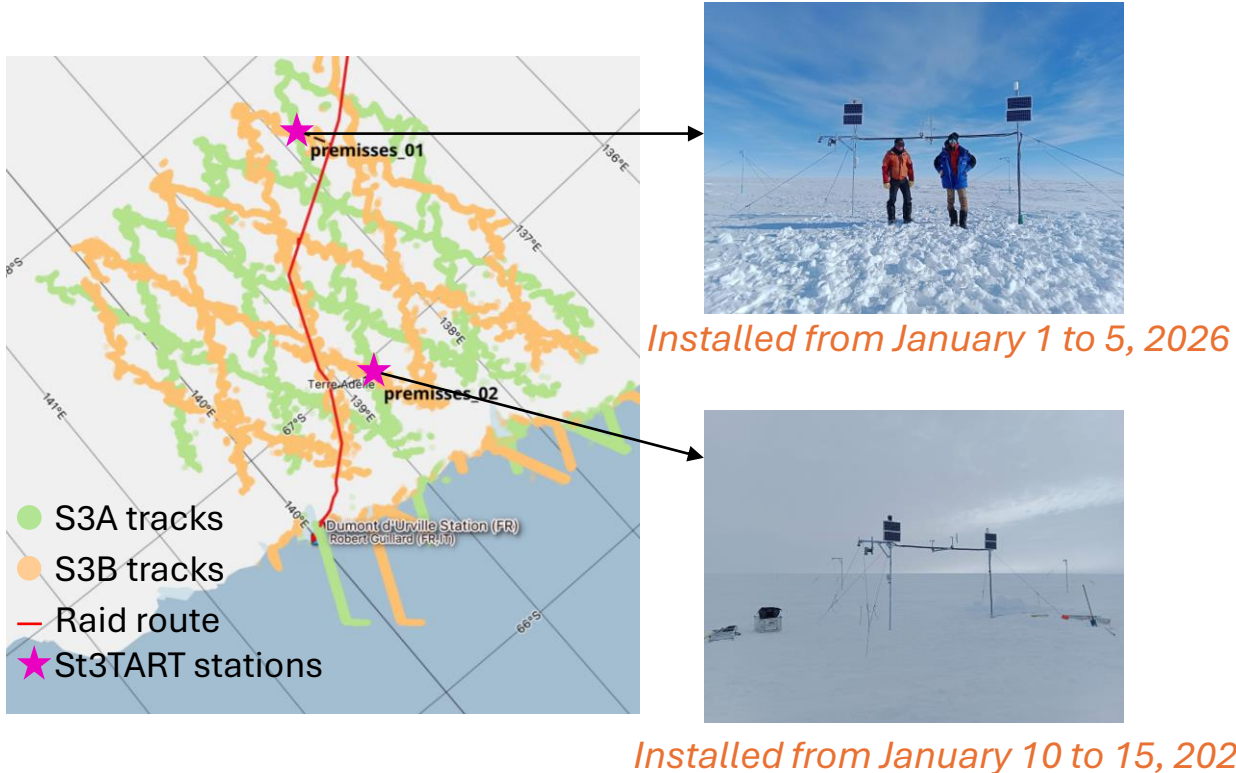 premisses_01
136°E
Installed from January 1 to 5, 2026
137°E
8°S
138°E
Terre Adélie
premisses_02
139°E
141°E
140°E
67°S
S3A tracks
140°E
Dumont d'Urville Station (FR)
Robert Guillard (FR,IT)
S3B tracks
Raid route
66°S
St3TART stations
Installed from January 10 to 15, 202